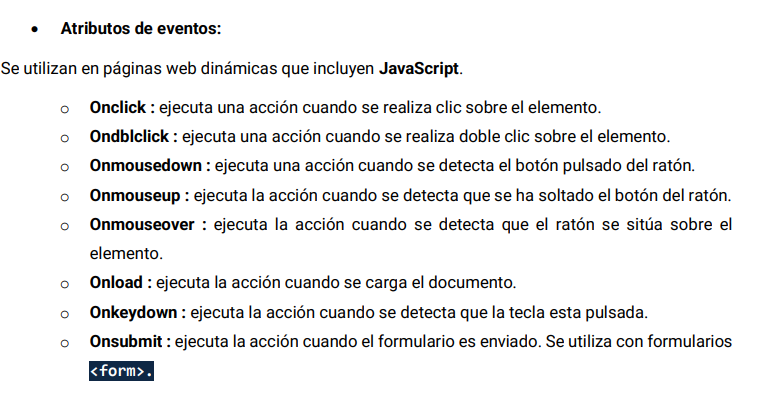 • Atributos de eventos:
Se utilizan en páginas web dinámicas que incluyen JavaScript.
o Onclick : ejecuta una acción cuando se realiza clic sobre el elemento.
o Ondblclick : ejecuta una acción cuando se realiza doble clic sobre el elemento.
o Onmousedown : ejecuta una acción cuando se detecta el botón pulsado del ratón.
o Onmouseup : ejecuta la acción cuando se detecta que se ha soltado el botón del ratón.
o Onmouseover : ejecuta la acción cuando se detecta que el ratón se sitúa sobre el
elemento.
o Onload : ejecuta la acción cuando se carga el documento.
o Onkeydown : ejecuta la acción cuando se detecta que la tecla esta pulsada.
o Onsubmit : ejecuta la acción cuando el formulario es enviado. Se utiliza con formularios
<form>.